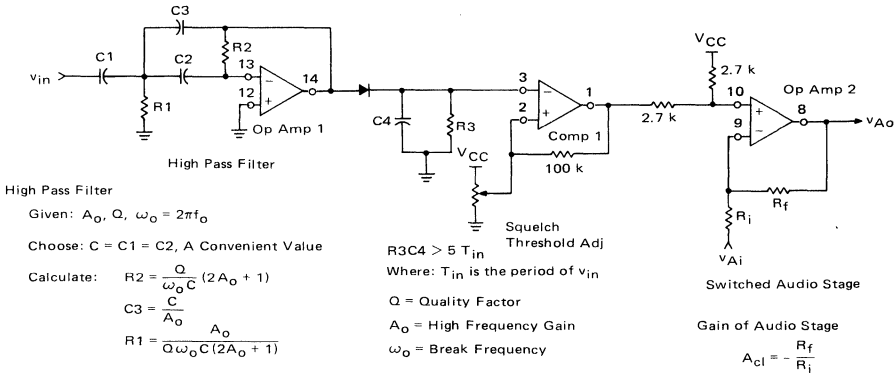 C3
R2
C1
C2
v_in
13
14
12
R1
Op Amp 1
High Pass Filter
C4
R3
3
2
1
Comp 1
V_CC
100 k
Squelch
Threshold Adj
2.7 k
V_CC
2.7 k
Op Amp 2
10
9
8
v_Ao
R_f
R_i
v_Ai
Switched Audio Stage
High Pass Filter
Given: A_o, Q, ω_o = 2πf_o
Choose: C = C1 = C2, A Convenient Value
Calculate: R2 = Q/(ω_o C) (2A_o + 1)
C3 = C/A_o
R1 = A_o/(Qω_o C(2A_o + 1))
R3C4 > 5 T_in
Where: T_in is the period of v_in
Q = Quality Factor
A_o = High Frequency Gain
ω_o = Break Frequency
Gain of Audio Stage
A_cl = - R_f/R_i